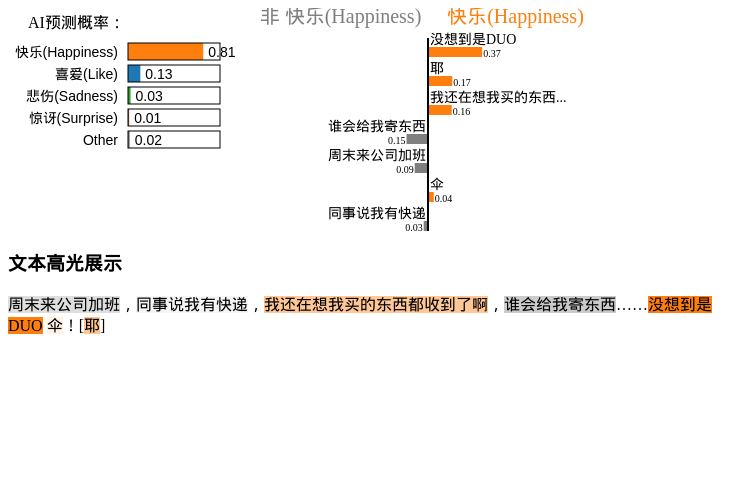 AI预测概率：
快乐(Happiness) 0.81
喜爱(Like) 0.13
悲伤(Sadness) 0.03
惊讶(Surprise) 0.01
Other 0.02
非 快乐(Happiness) 快乐(Happiness)
没想到是DUO
0.37
耶
0.17
我还在想我买的东西...
0.16
谁会给我寄东西
0.15
周末来公司加班
0.09
伞
0.04
同事说我有快递
0.03
文本高光展示
周末来公司加班，同事说我有快递，我还在想我买的东西都收到了啊，谁会给我寄东西……没想到是
DUO 伞！[耶]